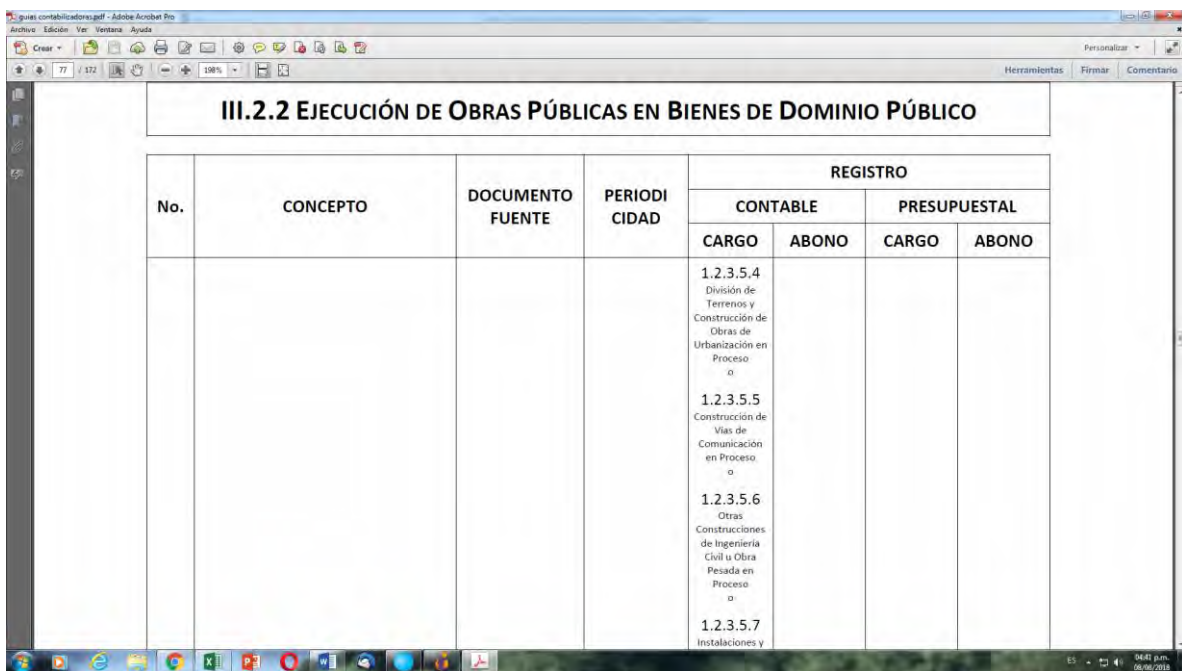 guias contabilizadoras.pdf - Adobe Acrobat Pro
Archivo Edición Ver Ventana Ayuda
Crear
Personalizar
77 / 172 198%
Herramientas Firmar Comentario
III.2.2 EJECUCIÓN DE OBRAS PÚBLICAS EN BIENES DE DOMINIO PÚBLICO
REGISTRO
No. CONCEPTO DOCUMENTO FUENTE PERIODI CIDAD
CONTABLE PRESUPUESTAL
CARGO ABONO CARGO ABONO
1.2.3.5.4
División de
Terrenos y
Construcción de
Obras de
Urbanización en
Proceso
o
1.2.3.5.5
Construcción de
Vías de
Comunicación
en Proceso
o
1.2.3.5.6
Otras
Construcciones
de Ingeniería
Civil u Obra
Pesada en
Proceso
o
1.2.3.5.7
Instalaciones y
ES
04:41 p.m.
08/06/2016